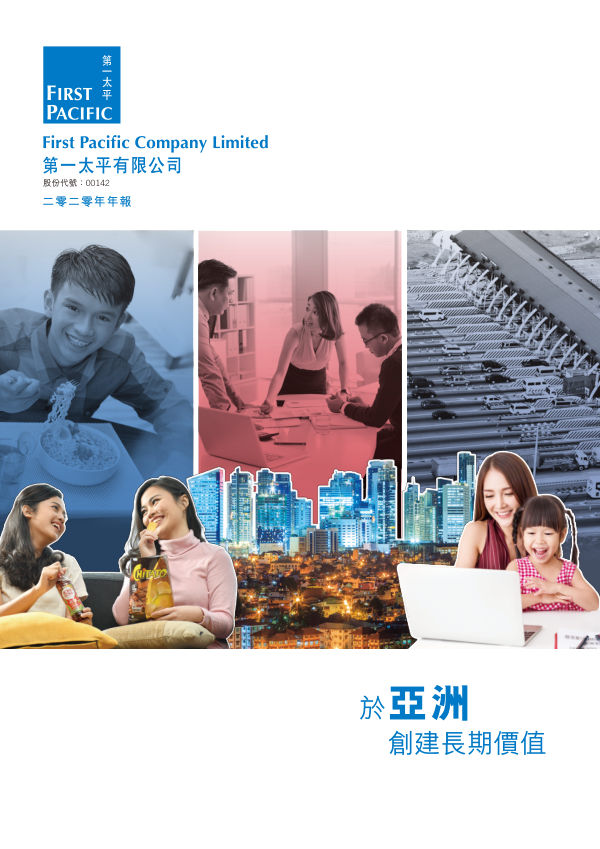 第一太平
FIRST
PACIFIC
First Pacific Company Limited
第一太平有限公司
股份代號：00142
二零二零年年報
CHITATO
於亞洲
創建長期價值